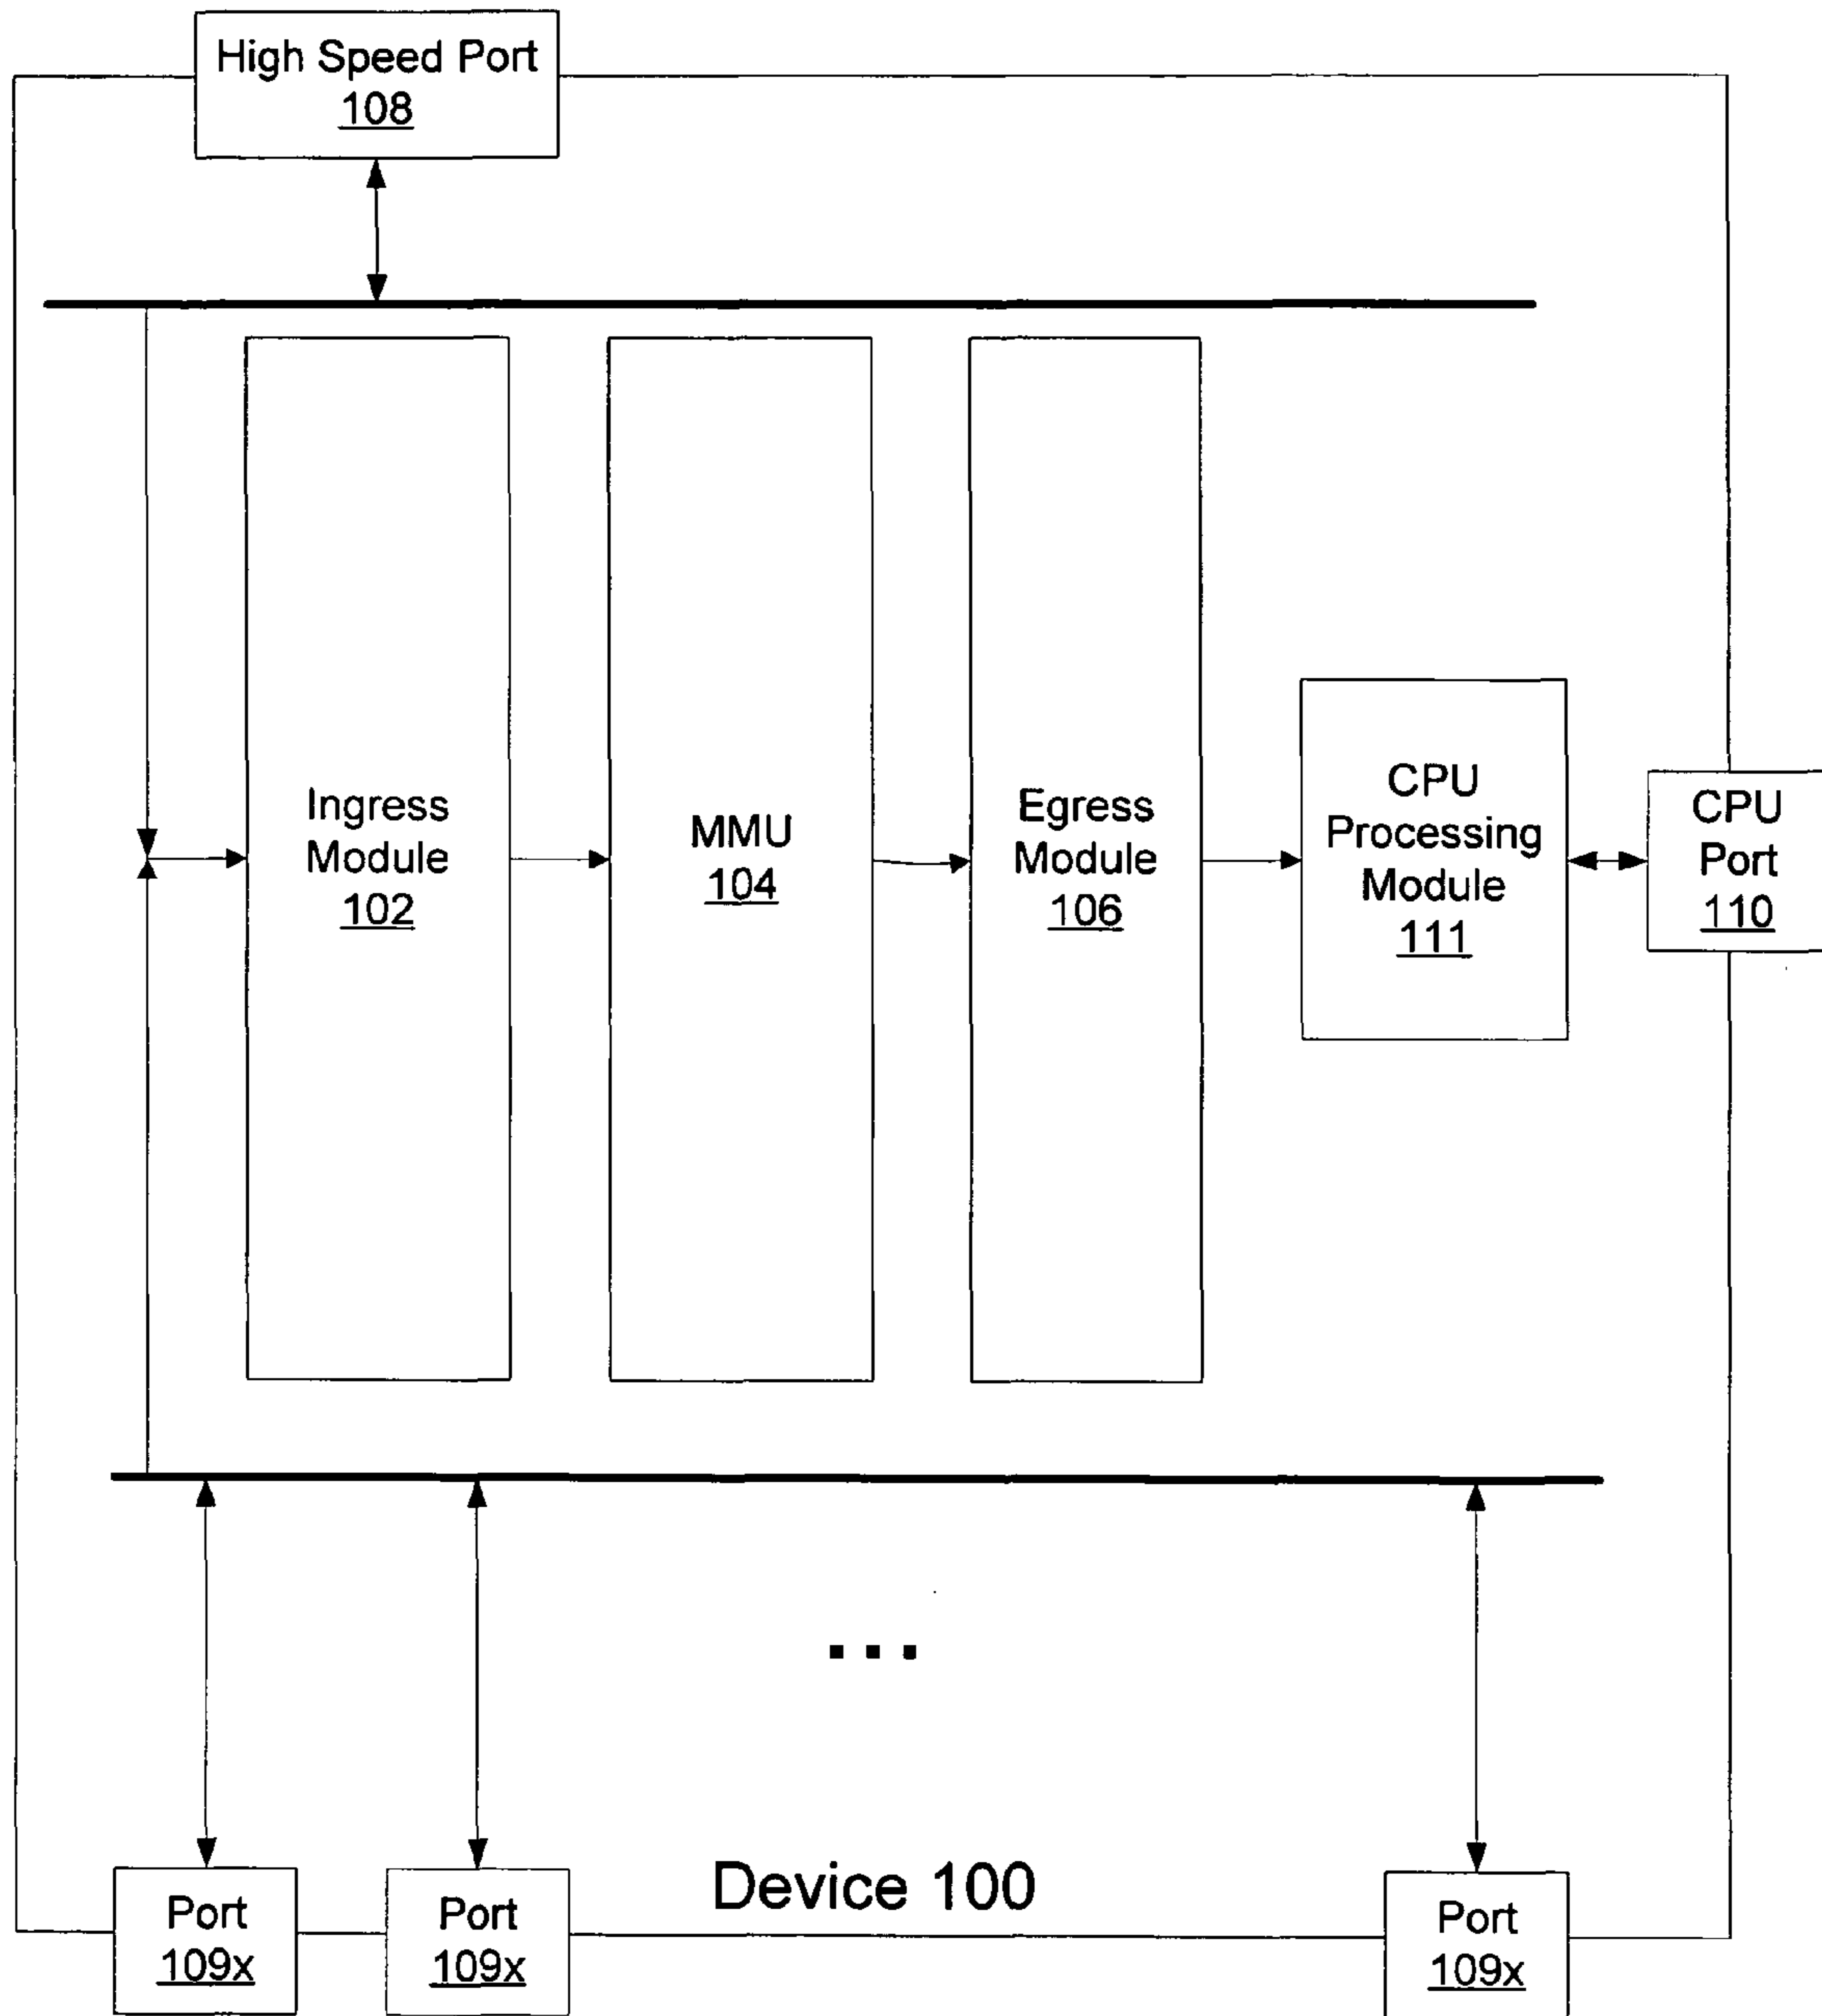 High Speed Port
108
Ingress
Module
102
MMU
104
Egress
Module
106
CPU
Processing
Module
111
CPU
Port
110
...
Device 100
Port
109x
Port
109x
Port
109x